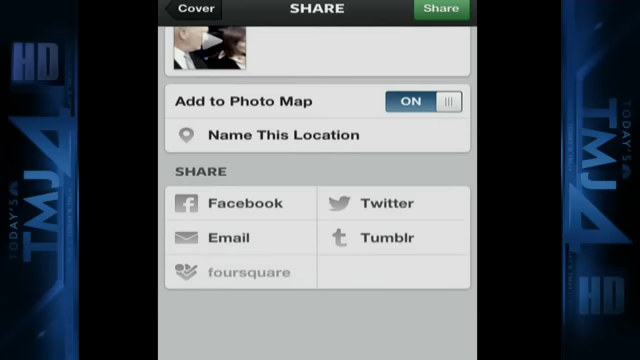 Cover
SHARE
Share
Add to Photo Map
ON
Name This Location
SHARE
Facebook
Twitter
Email
Tumblr
foursquare
HD
TODAY'S
TMJ4
TODAY'S
TMJ4
HD